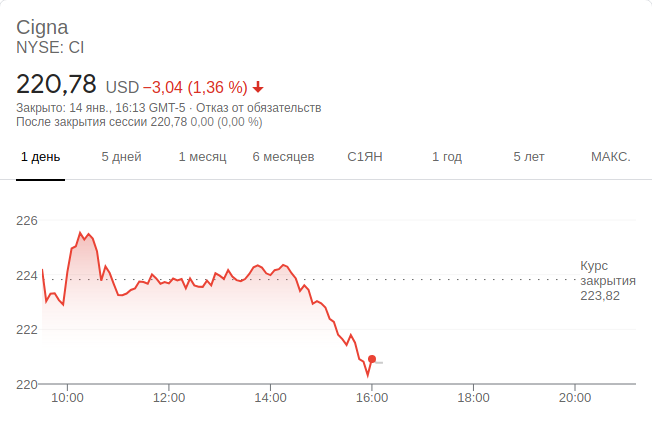 Cigna
NYSE: CI
220,78 USD −3,04 (1,36 %)
Закрыто: 14 янв., 16:13 GMT-5 · Отказ от обязательств
После закрытия сессии 220,78 0,00 (0,00 %)
1 день 5 дней 1 месяц 6 месяцев С1ЯН 1 год 5 лет МАКС.
226
224
Курс
закрытия
223,82
222
220
10:00 12:00 14:00 16:00 18:00 20:00